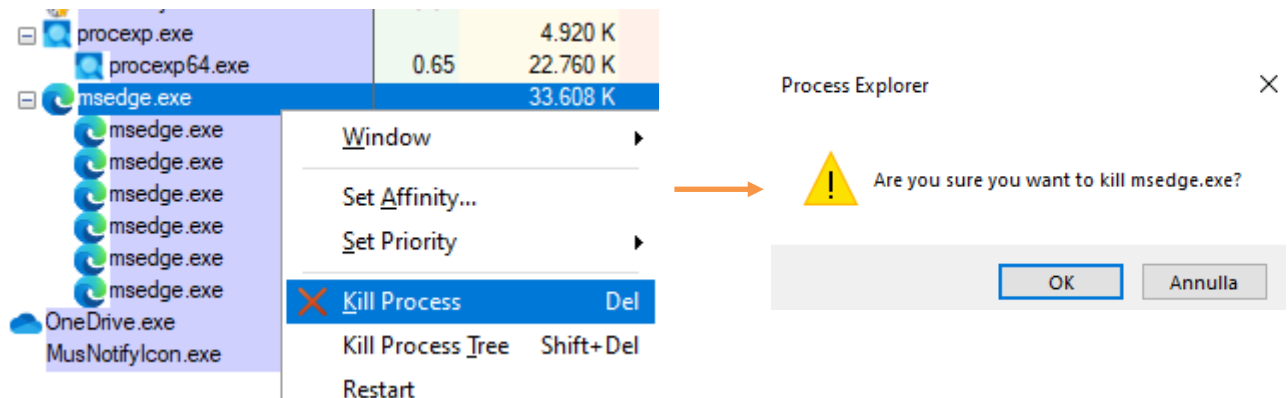 procexp.exe 4.920 K
procexp64.exe 0.65 22.760 K
msedge.exe 33.608 K
msedge.exe
msedge.exe
msedge.exe
msedge.exe
msedge.exe
msedge.exe
OneDrive.exe
MusNotifyIcon.exe
Window
Set Affinity...
Set Priority
Kill Process Del
Kill Process Tree Shift+Del
Restart
Process Explorer
Are you sure you want to kill msedge.exe?
OK Annulla